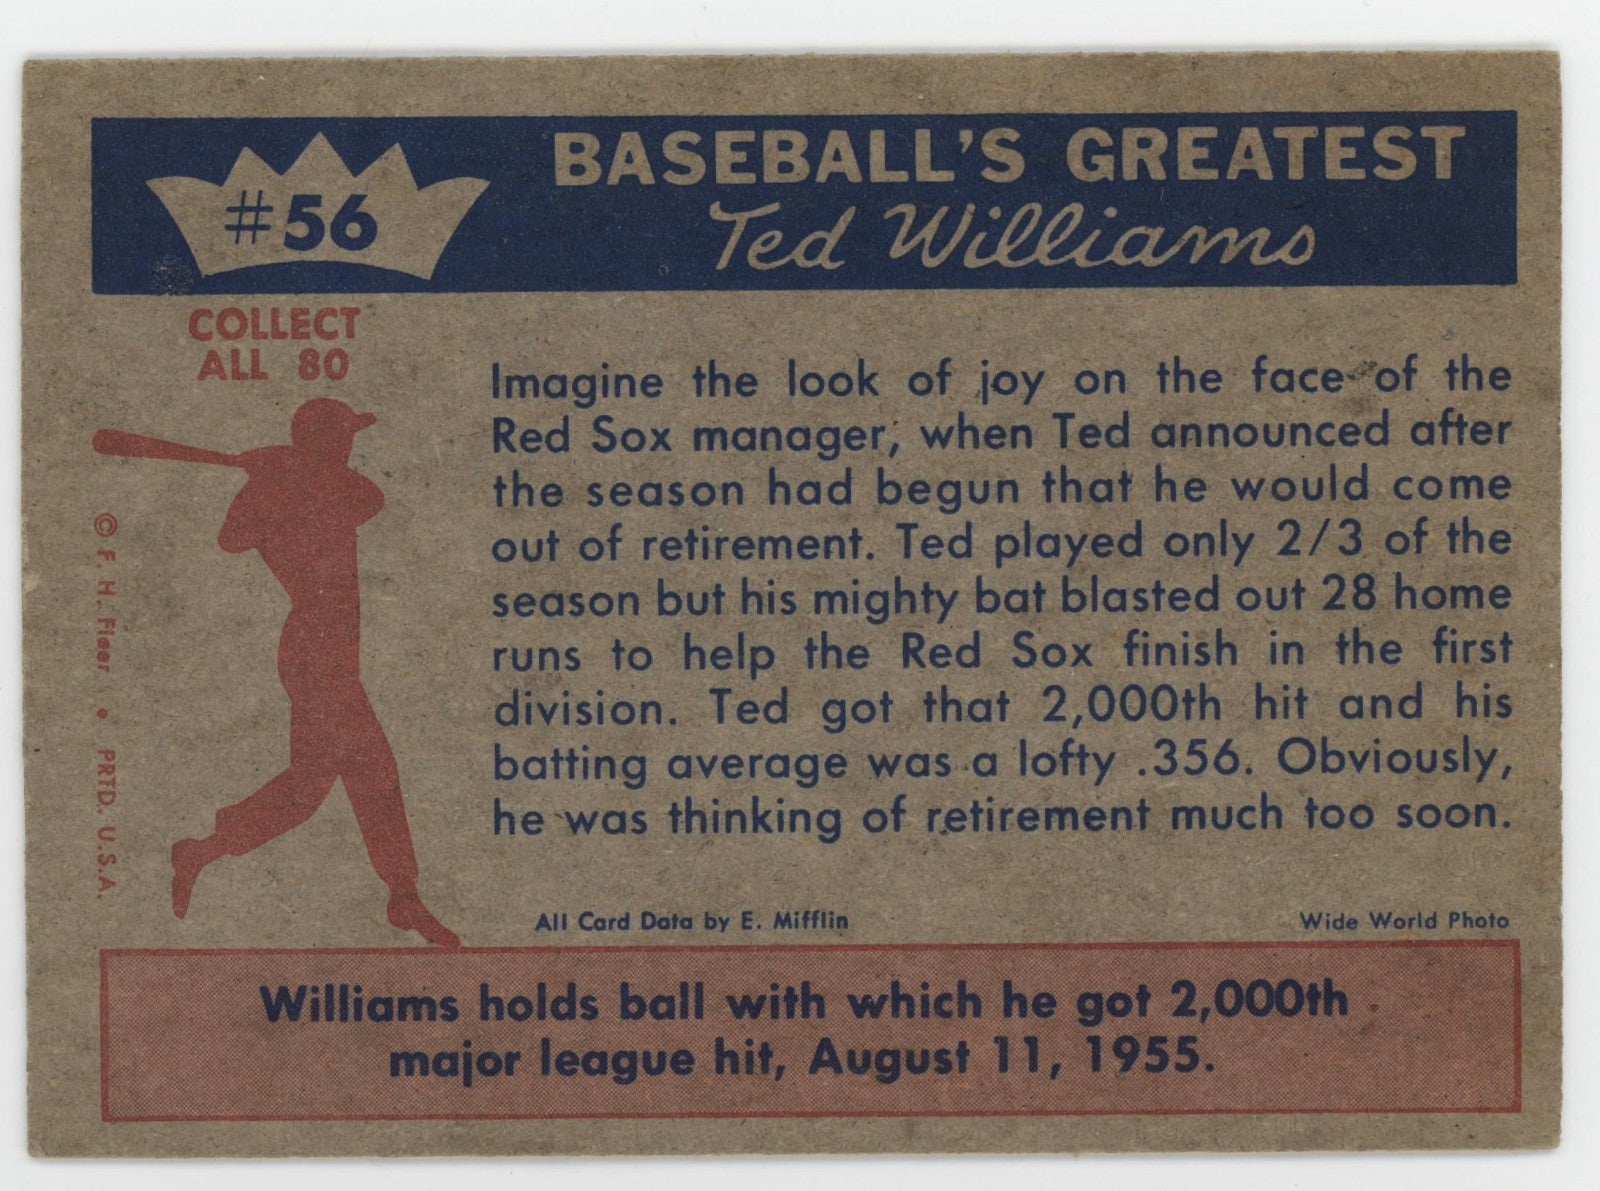 #56
BASEBALL'S GREATEST
Ted Williams
COLLECT
ALL 80
Imagine the look of joy on the face of the
Red Sox manager, when Ted announced after
the season had begun that he would come
out of retirement. Ted played only 2/3 of the
season but his mighty bat blasted out 28 home
runs to help the Red Sox finish in the first
division. Ted got that 2,000th hit and his
batting average was a lofty .356. Obviously,
he was thinking of retirement much too soon.
© F. H. Fleer • PRTD. U.S.A.
All Card Data by E. Mifflin
Wide World Photo
Williams holds ball with which he got 2,000th
major league hit, August 11, 1955.